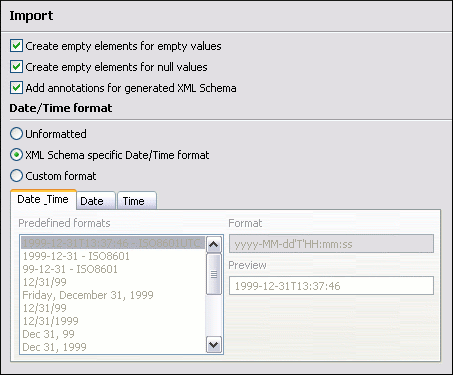 Import
Create empty elements for empty values
Create empty elements for null values
Add annotations for generated XML Schema
Date/Time format
Unformatted
XML Schema specific Date/Time format
Custom format
Date _Time
Date
Time
Predefined formats
1999-12-31T13:37:46 - ISO8601UTC
1999-12-31 - ISO8601
99-12-31 - ISO8601
12/31/99
Friday, December 31, 1999
12/31/99
12/31/1999
Dec 31, 99
Dec 31, 1999
Format
yyyy-MM-dd'T'HH:mm:ss
Preview
1999-12-31T13:37:46